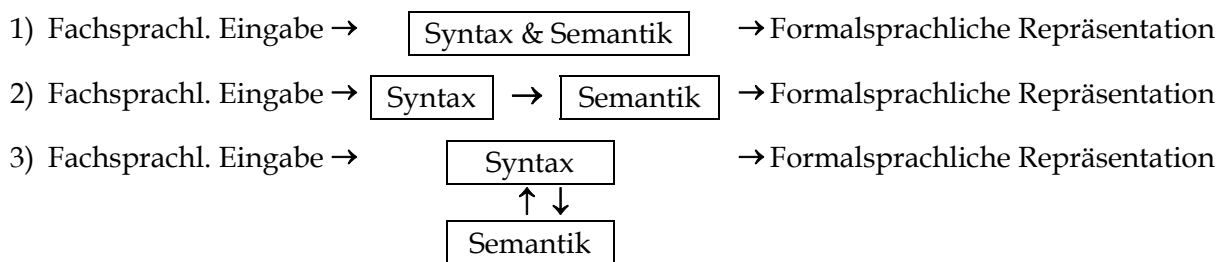 1) Fachsprachl. Eingabe → Syntax & Semantik → Formalsprachliche Repräsentation
2) Fachsprachl. Eingabe → Syntax → Semantik → Formalsprachliche Repräsentation
3) Fachsprachl. Eingabe → Syntax → Formalsprachliche Repräsentation
↑ ↓
Semantik